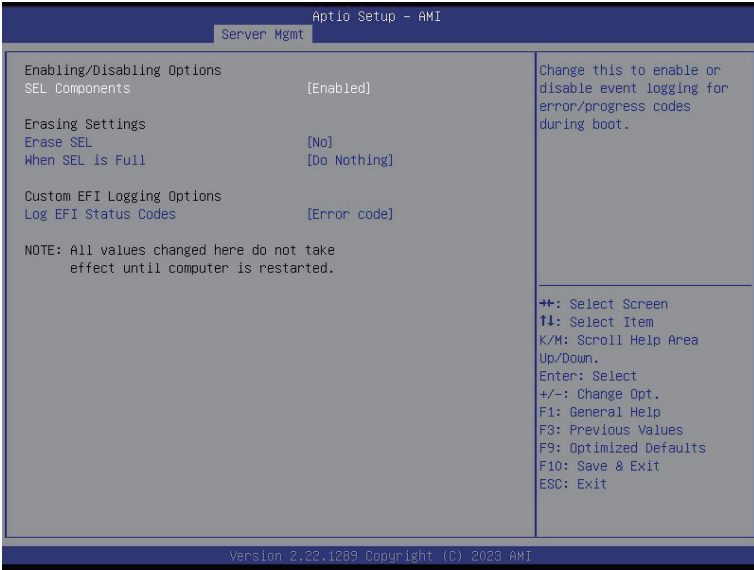 Aptio Setup – AMI
Server Mgmt
Enabling/Disabling Options
SEL Components [Enabled]
Erasing Settings
Erase SEL [No]
When SEL is Full [Do Nothing]
Custom EFI Logging Options
Log EFI Status Codes [Error code]
NOTE: All values changed here do not take
effect until computer is restarted.
Change this to enable or
disable event logging for
error/progress codes
during boot.
→←: Select Screen
↑↓: Select Item
K/M: Scroll Help Area
Up/Down.
Enter: Select
+/-: Change Opt.
F1: General Help
F3: Previous Values
F9: Optimized Defaults
F10: Save & Exit
ESC: Exit
Version 2.22.1289 Copyright (C) 2023 AMI